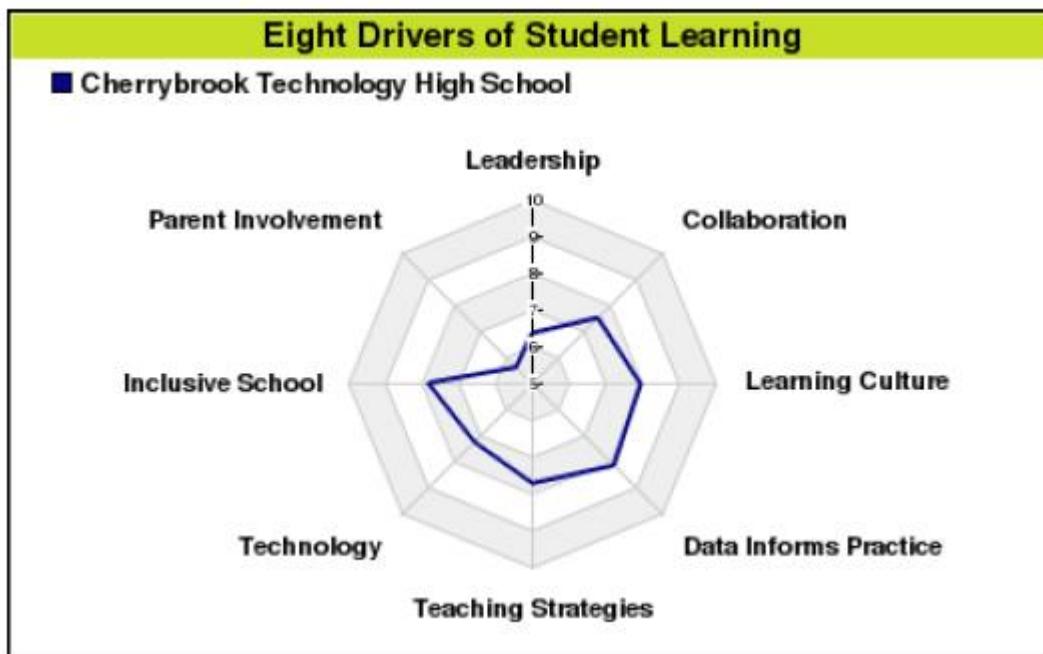 Eight Drivers of Student Learning
Cherrybrook Technology High School
Leadership
Parent Involvement
Collaboration
10
9
8
7
6
5
Inclusive School
Learning Culture
Technology
Data Informs Practice
Teaching Strategies